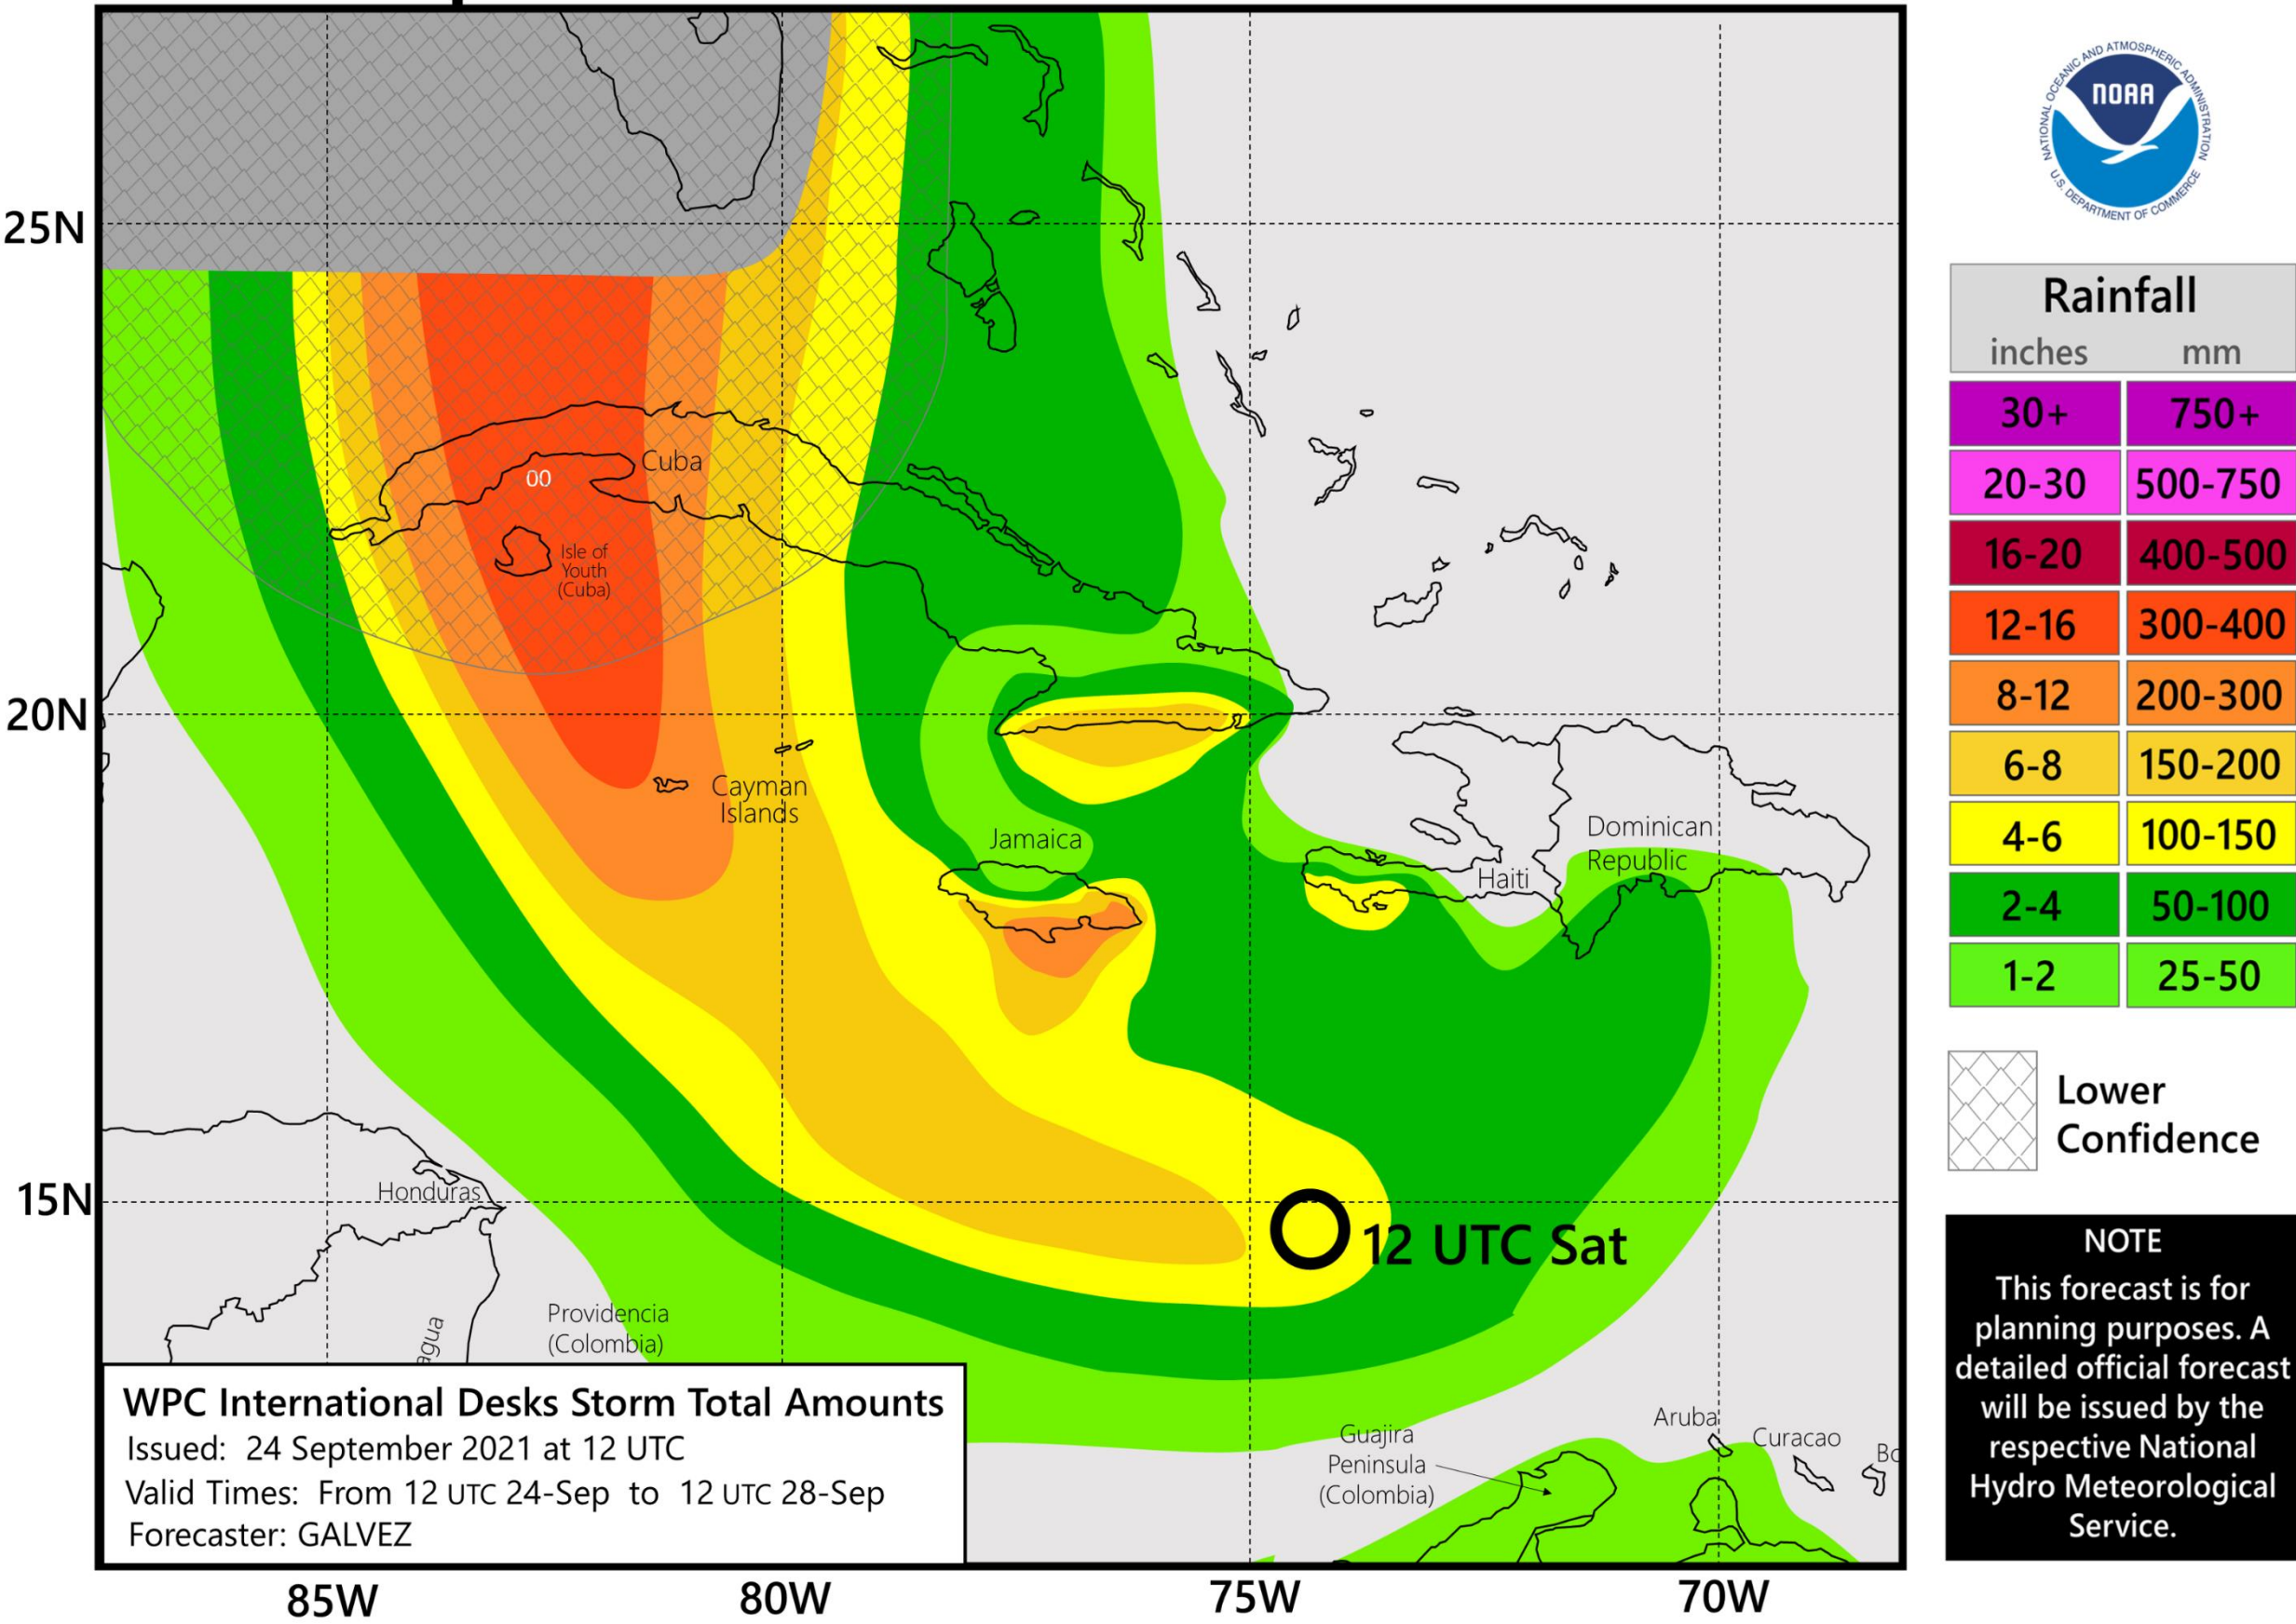 NATIONAL OCEANIC AND ATMOSPHERIC ADMINISTRATION
NOAA
U.S. DEPARTMENT OF COMMERCE
25N
20N
15N
85W
80W
75W
70W
Cuba
00
Isle of
Youth
(Cuba)
Cayman
Islands
Jamaica
Haiti
Dominican
Republic
Honduras
agua
Providencia
(Colombia)
12 UTC Sat
Guajira
Peninsula
(Colombia)
Aruba
Curacao
Bo
WPC International Desks Storm Total Amounts
Issued: 24 September 2021 at 12 UTC
Valid Times: From 12 UTC 24-Sep to 12 UTC 28-Sep
Forecaster: GALVEZ
Rainfall
inches mm
30+ 750+
20-30 500-750
16-20 400-500
12-16 300-400
8-12 200-300
6-8 150-200
4-6 100-150
2-4 50-100
1-2 25-50
Lower
Confidence
NOTE
This forecast is for
planning purposes. A
detailed official forecast
will be issued by the
respective National
Hydro Meteorological
Service.